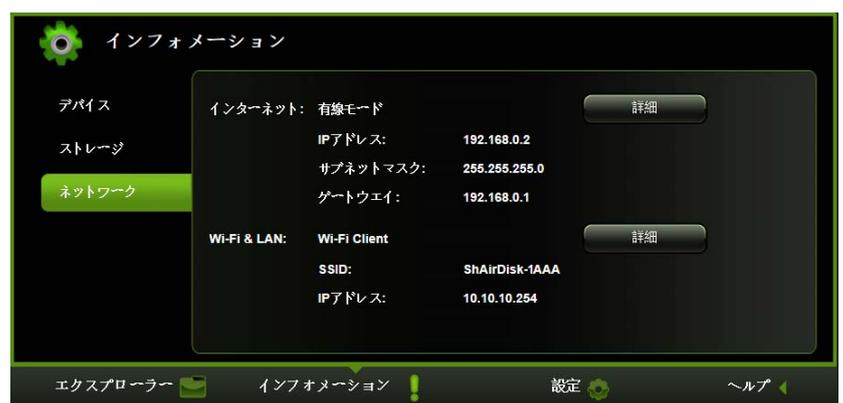 インフォメーション
デバイス
ストレージ
ネットワーク
インターネット: 有線モード 詳細
IPアドレス: 192.168.0.2
サブネットマスク: 255.255.255.0
ゲートウエイ: 192.168.0.1
Wi-Fi & LAN: Wi-Fi Client 詳細
SSID: ShAirDisk-1AAA
IPアドレス: 10.10.10.254
エクスプローラー インフォメーション 設定 ヘルプ